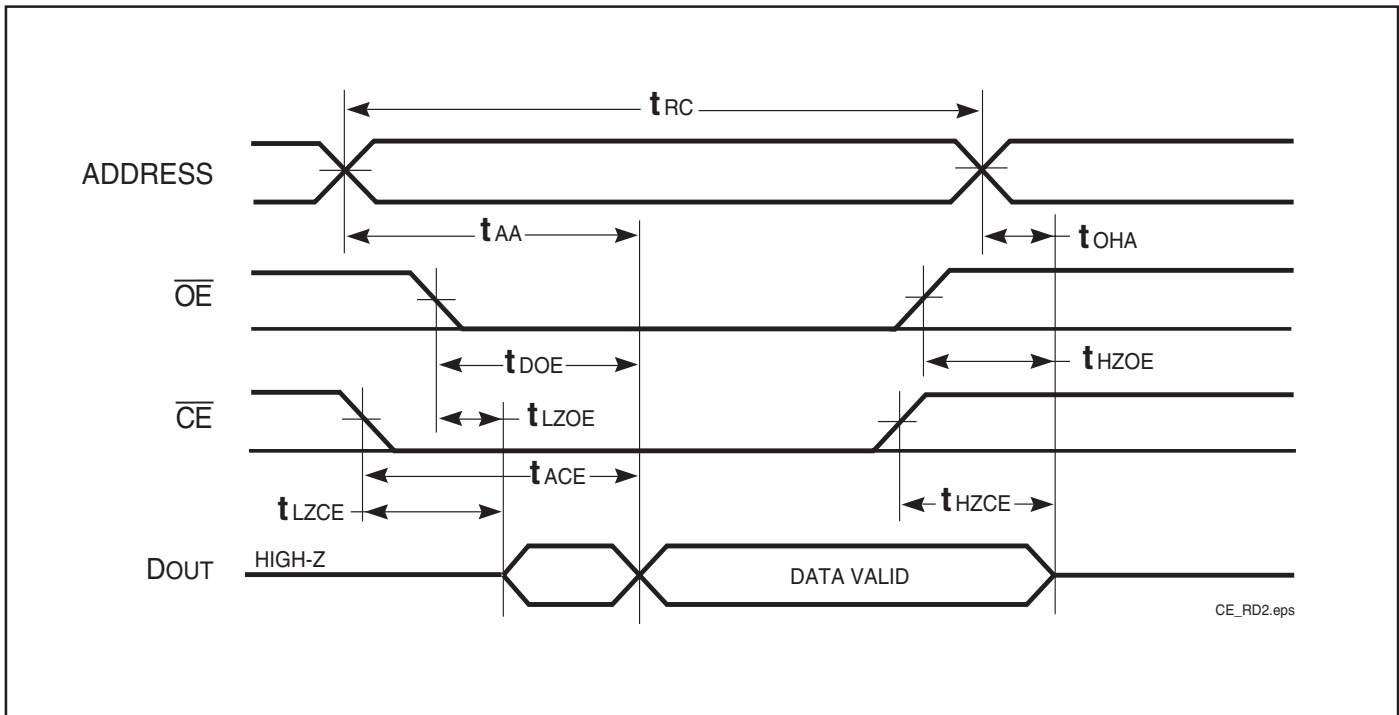 tRC
ADDRESS
tAA
tOHA
OE
tDOE
tHZOE
CE
tLZOE
tACE
tLZCE
tHZCE
DOUT
HIGH-Z
DATA VALID
CE_RD2.eps